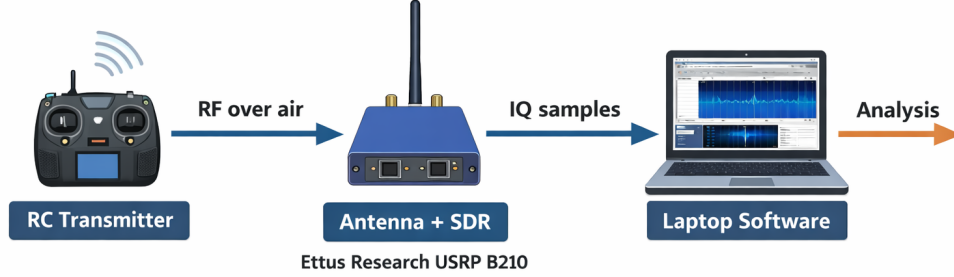 RF over air
IQ samples
Analysis
RC Transmitter
Antenna + SDR
Laptop Software
Ettus Research USRP B210